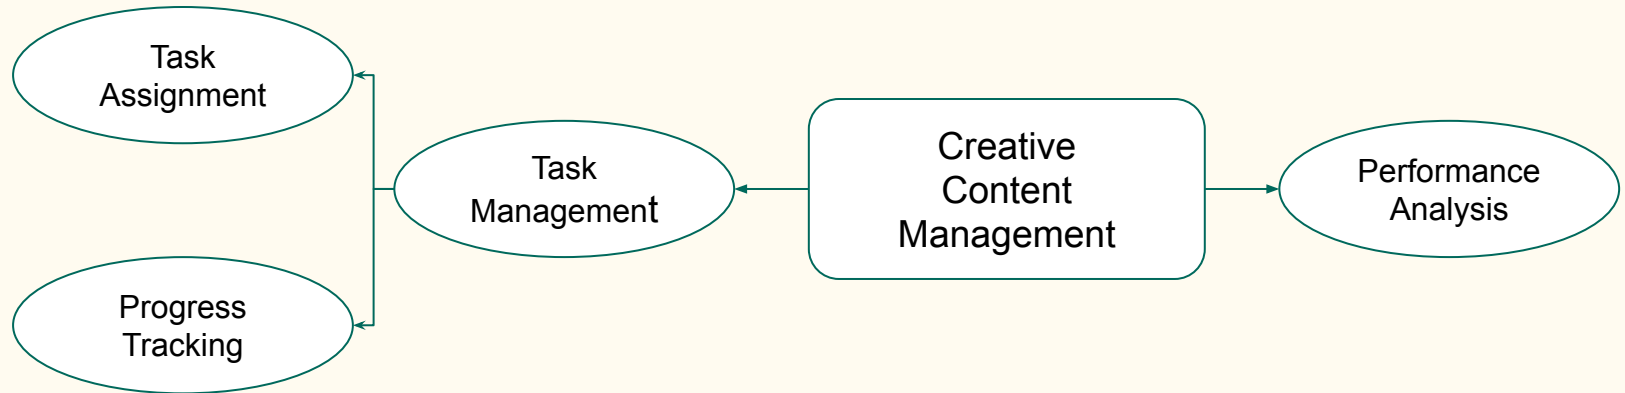 Task
Assignment
Progress
Tracking
Task
Management
Creative
Content
Management
Performance
Analysis